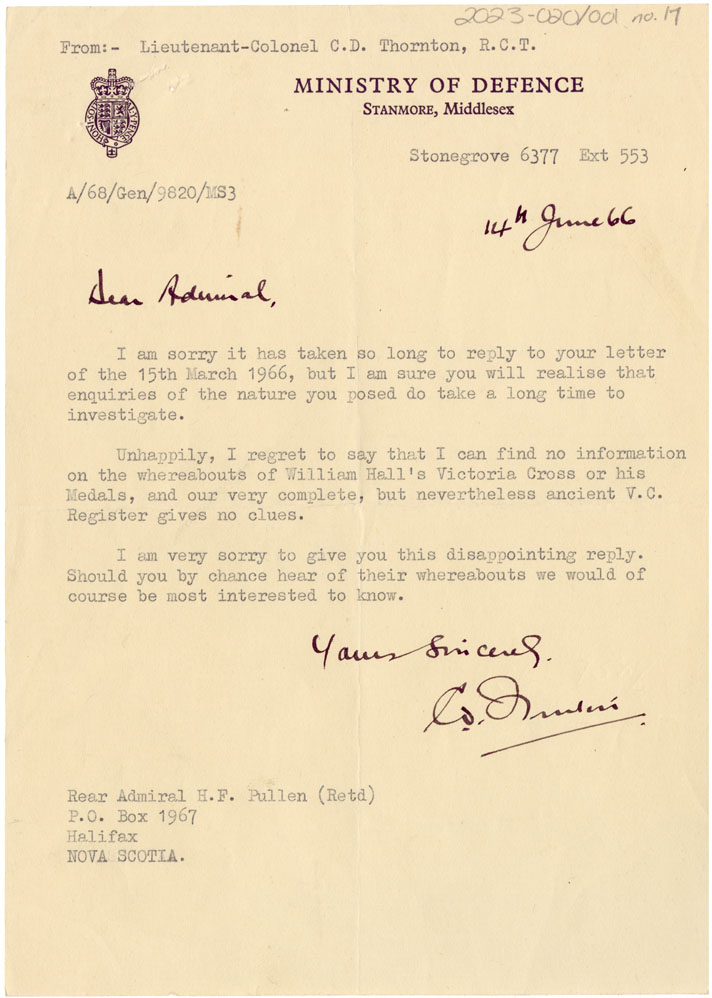 2023-020/001 no. 17
From:- Lieutenant-Colonel C.D. Thornton, R.C.T.
MINISTRY OF DEFENCE
STANMORE, Middlesex
Stonegrove 6377 Ext 553
A/68/Gen/9820/MS3
14th June 66
Dear Admiral,
I am sorry it has taken so long to reply to your letter
of the 15th March 1966, but I am sure you will realise that
enquiries of the nature you posed do take a long time to
investigate.
Unhappily, I regret to say that I can find no information
on the whereabouts of William Hall's Victoria Cross or his
Medals, and our very complete, but nevertheless ancient V.C.
Register gives no clues.
I am very sorry to give you this disappointing reply.
Should you by chance hear of their whereabouts we would of
course be most interested to know.
Yours Sincerely.
Rear Admiral H.F. Pullen (Retd)
P.O. Box 1967
Halifax
NOVA SCOTIA.